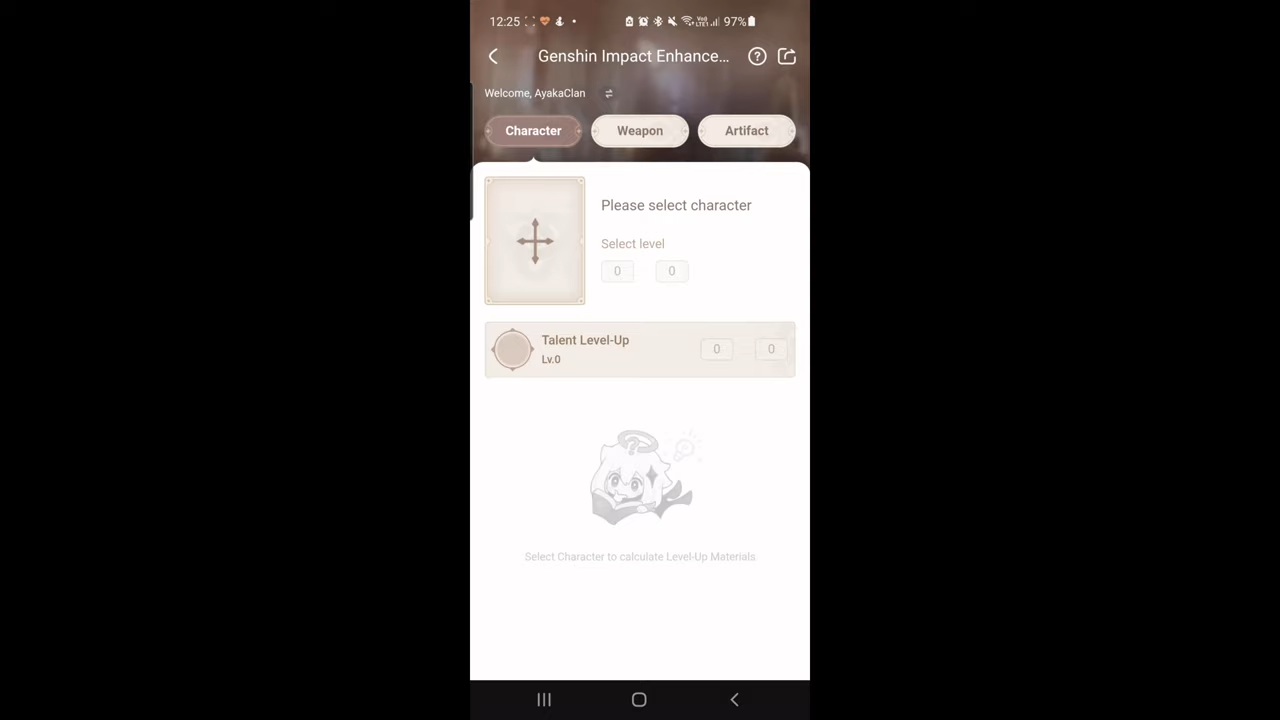 12:25 97%
Genshin Impact Enhance...
Welcome, AyakaClan
Character Weapon Artifact
Please select character
Select level
0 0
Talent Level-Up
Lv.0
0 0
Select Character to calculate Level-Up Materials